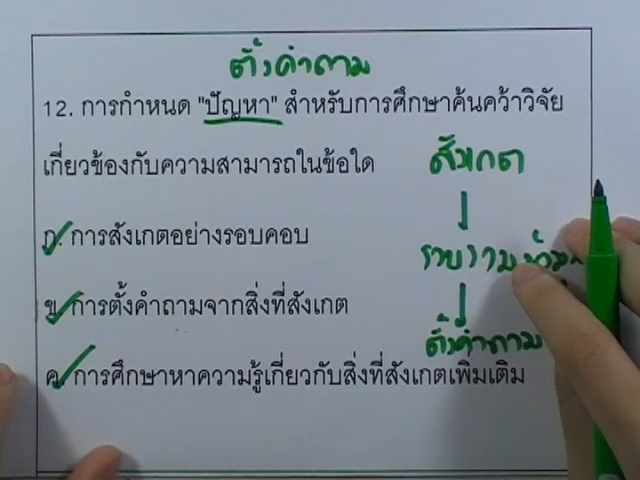 ตั้งคำถาม
12. การกำหนด "ปัญหา" สำหรับการศึกษาค้นคว้าวิจัย
เกี่ยวข้องกับความสามารถในข้อใด
สังเกต
ก. การสังเกตอย่างรอบคอบ
รวบรวม
ข. การตั้งคำถามจากสิ่งที่สังเกต
ตั้งคำถาม
ค. การศึกษาหาความรู้เกี่ยวกับสิ่งที่สังเกตเพิ่มเติม